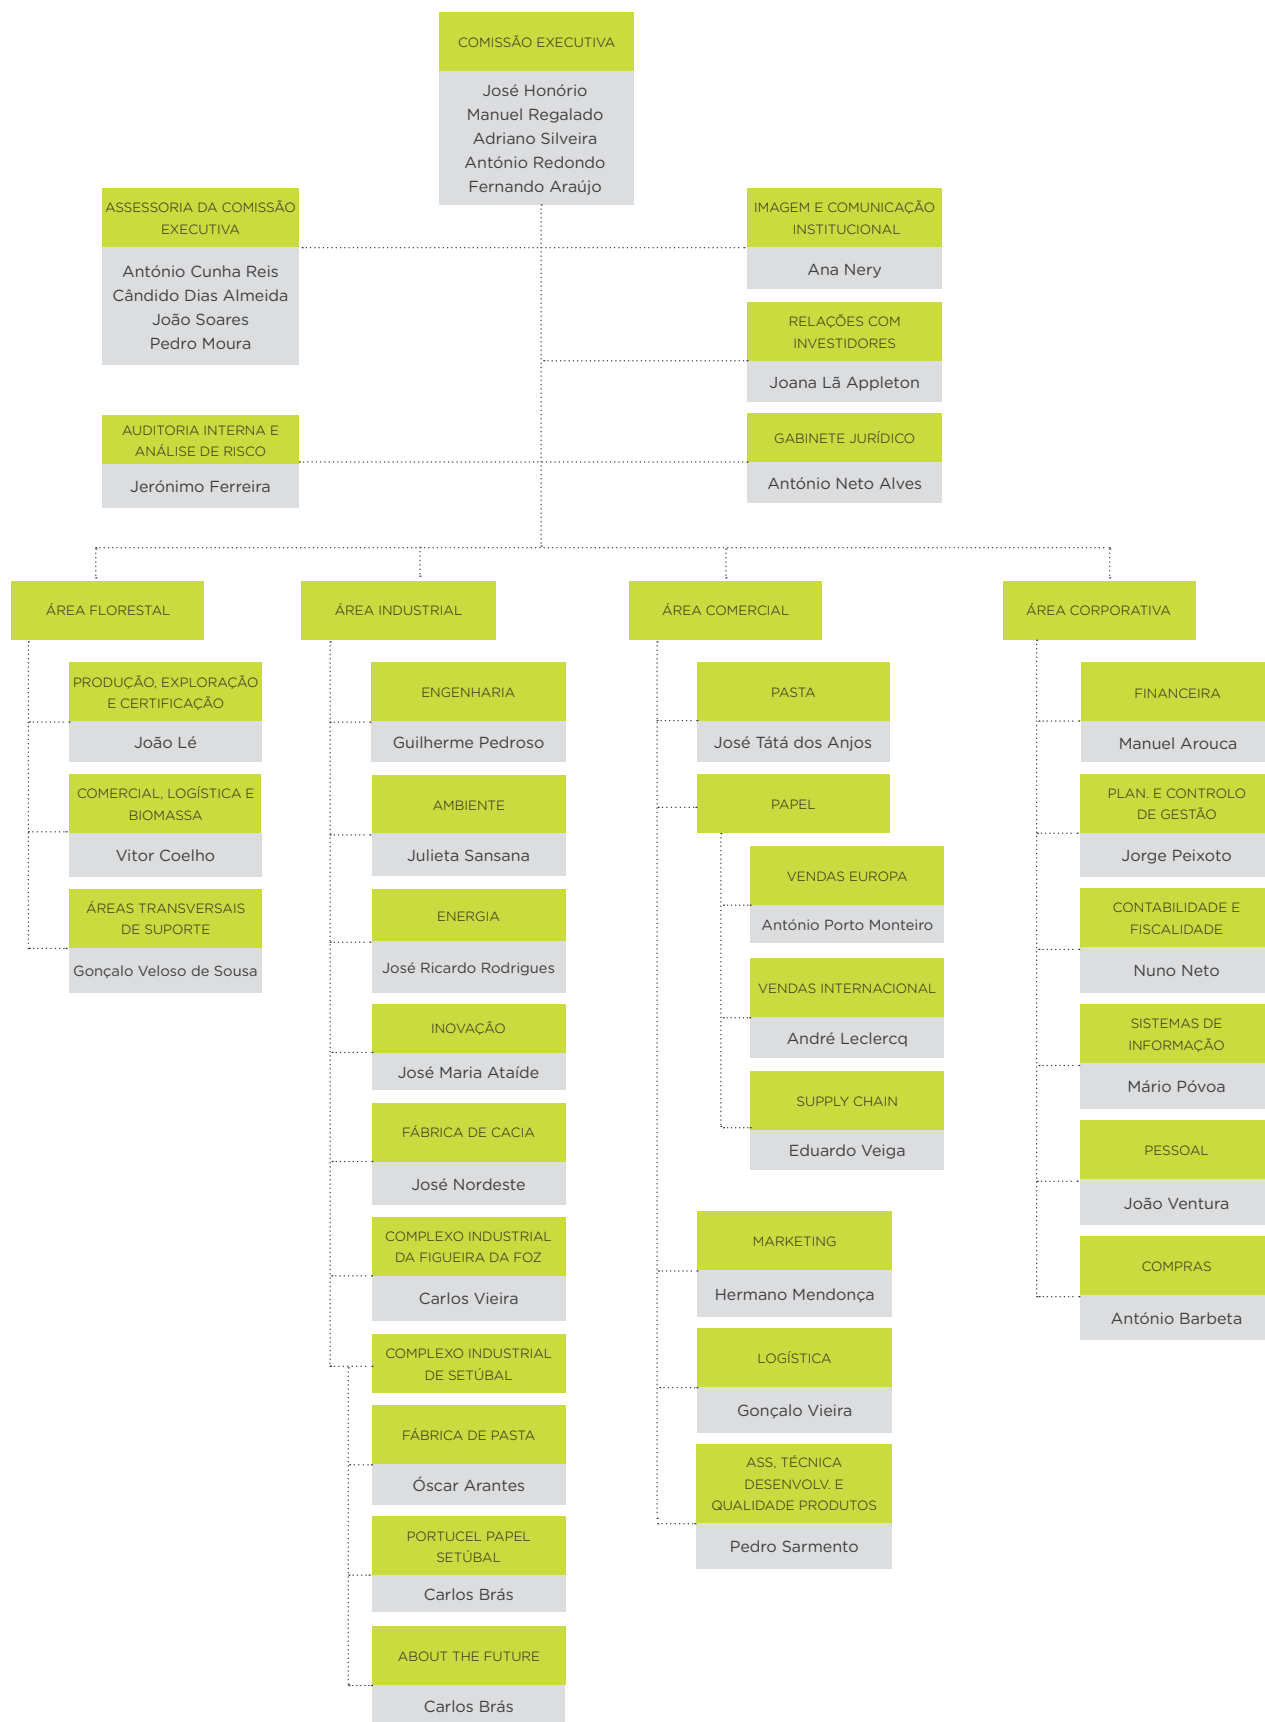 COMISSÃO EXECUTIVA
José Honório
Manuel Regalado
Adriano Silveira
António Redondo
Fernando Araújo
ASSESSORIA DA COMISSÃO
EXECUTIVA
António Cunha Reis
Cândido Dias Almeida
João Soares
Pedro Moura
IMAGEM E COMUNICAÇÃO
INSTITUCIONAL
Ana Nery
RELAÇÕES COM
INVESTIDORES
Joana Lã Appleton
AUDITORIA INTERNA E
ANÁLISE DE RISCO
Jerónimo Ferreira
GABINETE JURÍDICO
António Neto Alves
ÁREA FLORESTAL
PRODUÇÃO, EXPLORAÇÃO
E CERTIFICAÇÃO
João Lé
COMERCIAL, LOGÍSTICA E
BIOMASSA
Vitor Coelho
ÁREAS TRANSVERSAIS
DE SUPORTE
Gonçalo Veloso de Sousa
ÁREA INDUSTRIAL
ENGENHARIA
Guilherme Pedroso
AMBIENTE
Julieta Sansana
ENERGIA
José Ricardo Rodrigues
INOVAÇÃO
José Maria Ataíde
FÁBRICA DE CACIA
José Nordeste
COMPLEXO INDUSTRIAL
DA FIGUEIRA DA FOZ
Carlos Vieira
COMPLEXO INDUSTRIAL
DE SETÚBAL
FÁBRICA DE PASTA
Óscar Arantes
PORTUCEL PAPEL
SETÚBAL
Carlos Brás
ABOUT THE FUTURE
Carlos Brás
ÁREA COMERCIAL
PASTA
José Tátá dos Anjos
PAPEL
VENDAS EUROPA
António Porto Monteiro
VENDAS INTERNACIONAL
André Leclercq
SUPPLY CHAIN
Eduardo Veiga
MARKETING
Hermano Mendonça
LOGÍSTICA
Gonçalo Vieira
ASS, TÉCNICA
DESENVOLV. E
QUALIDADE PRODUTOS
Pedro Sarmento
ÁREA CORPORATIVA
FINANCEIRA
Manuel Arouca
PLAN. E CONTROLO
DE GESTÃO
Jorge Peixoto
CONTABILIDADE E
FISCALIDADE
Nuno Neto
SISTEMAS DE
INFORMAÇÃO
Mário Póvoa
PESSOAL
João Ventura
COMPRAS
António Barbeta